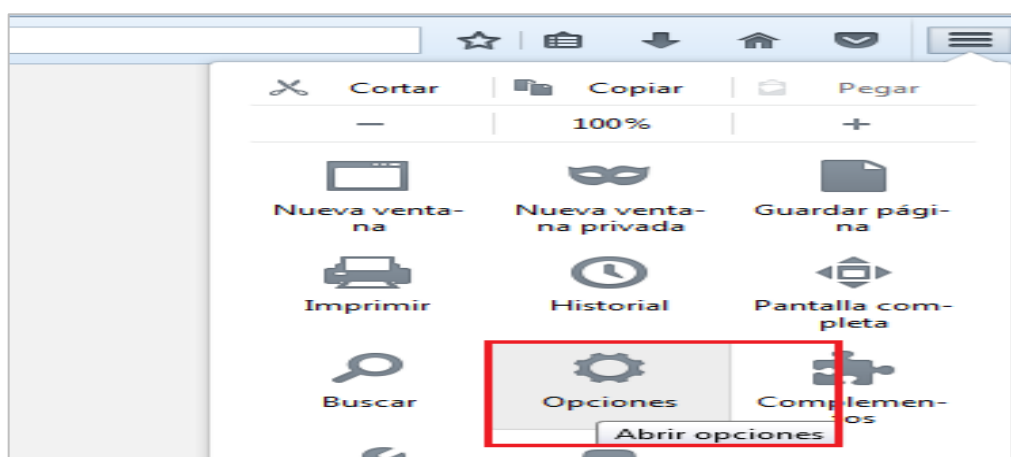 Cortar Copiar Pegar
− 100% +
Nueva venta- Nueva venta- Guardar pági-
na na privada na
Imprimir Historial Pantalla com-
pleta
Buscar Opciones Complemen-
os
Abrir opciones